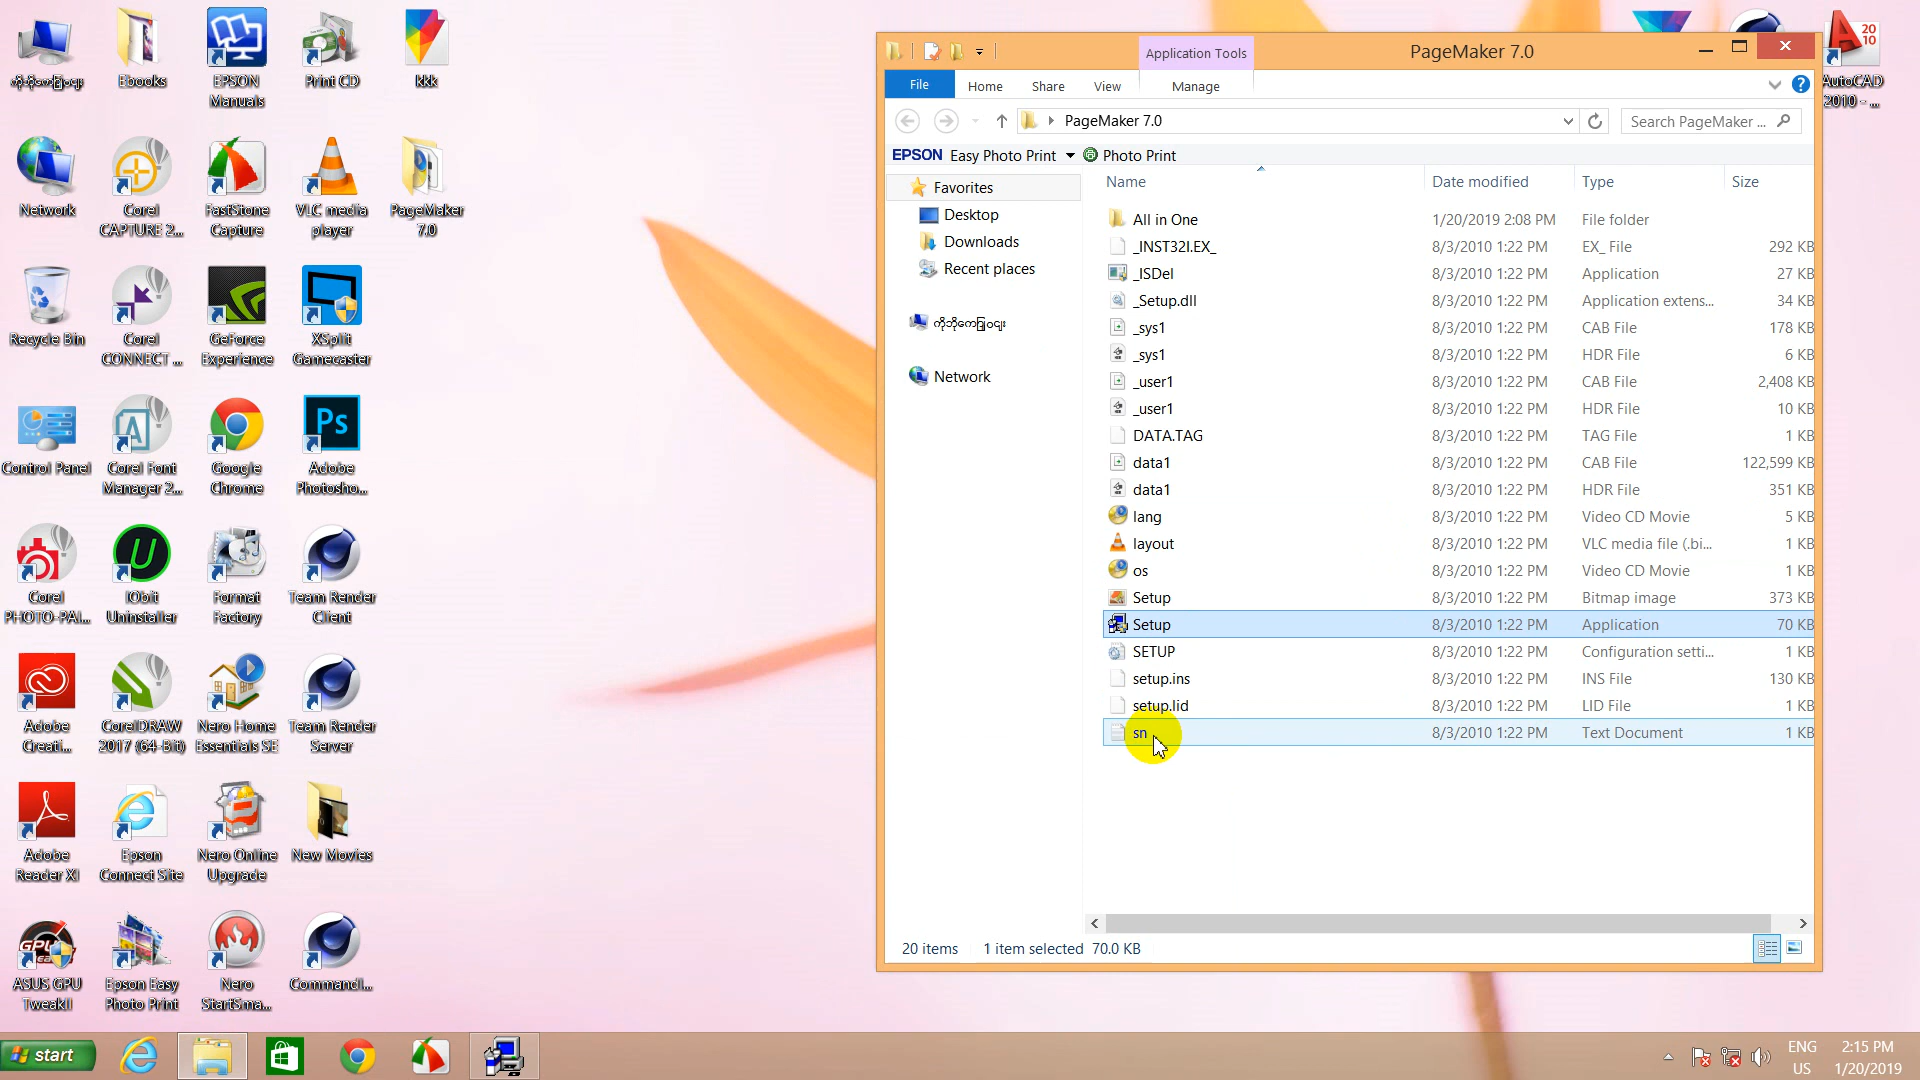 Ebooks
EPSON
Manuals
Print CD
kkk
Network
Corel
CAPTURE 2...
FastStone
Capture
VLC media
player
PageMaker
7.0
Recycle Bin
Corel
CONNECT ...
GeForce
Experience
XSplit
Gamecaster
Control Panel
Corel Font
Manager 2...
Google
Chrome
Ps
Adobe
Photosho...
Corel
PHOTO-PAI...
IObit
Uninstaller
Format
Factory
Team Render
Client
Adobe
Creati...
CorelDRAW
2017 (64-Bit)
Nero Home
Essentials SE
Team Render
Server
Adobe
Reader XI
Epson
Connect Site
Nero Online
Upgrade
New Movies
GPU
ASUS GPU
TweakII
Epson Easy
Photo Print
Nero
StartSma...
Commandl...
20
10
AutoCAD
2010 - ...
Application Tools
PageMaker 7.0
File
Home
Share
View
Manage
PageMaker 7.0
Search PageMaker ...
EPSON Easy Photo Print
Photo Print
Favorites
Desktop
Downloads
Recent places
ကိုဘိုကေရွှေဝငျး
Network
Name Date modified Type Size
All in One 1/20/2019 2:08 PM File folder
_INST32I.EX_ 8/3/2010 1:22 PM EX_ File 292 KB
_ISDel 8/3/2010 1:22 PM Application 27 KB
_Setup.dll 8/3/2010 1:22 PM Application extens... 34 KB
_sys1 8/3/2010 1:22 PM CAB File 178 KB
_sys1 8/3/2010 1:22 PM HDR File 6 KB
_user1 8/3/2010 1:22 PM CAB File 2,408 KB
_user1 8/3/2010 1:22 PM HDR File 10 KB
DATA.TAG 8/3/2010 1:22 PM TAG File 1 KB
data1 8/3/2010 1:22 PM CAB File 122,599 KB
data1 8/3/2010 1:22 PM HDR File 351 KB
lang 8/3/2010 1:22 PM Video CD Movie 5 KB
layout 8/3/2010 1:22 PM VLC media file (.bi... 1 KB
os 8/3/2010 1:22 PM Video CD Movie 1 KB
Setup 8/3/2010 1:22 PM Bitmap image 373 KB
Setup 8/3/2010 1:22 PM Application 70 KB
SETUP 8/3/2010 1:22 PM Configuration setti... 1 KB
setup.ins 8/3/2010 1:22 PM INS File 130 KB
setup.lid 8/3/2010 1:22 PM LID File 1 KB
sn 8/3/2010 1:22 PM Text Document 1 KB
20 items 1 item selected 70.0 KB
start
ENG
US
2:15 PM
1/20/2019